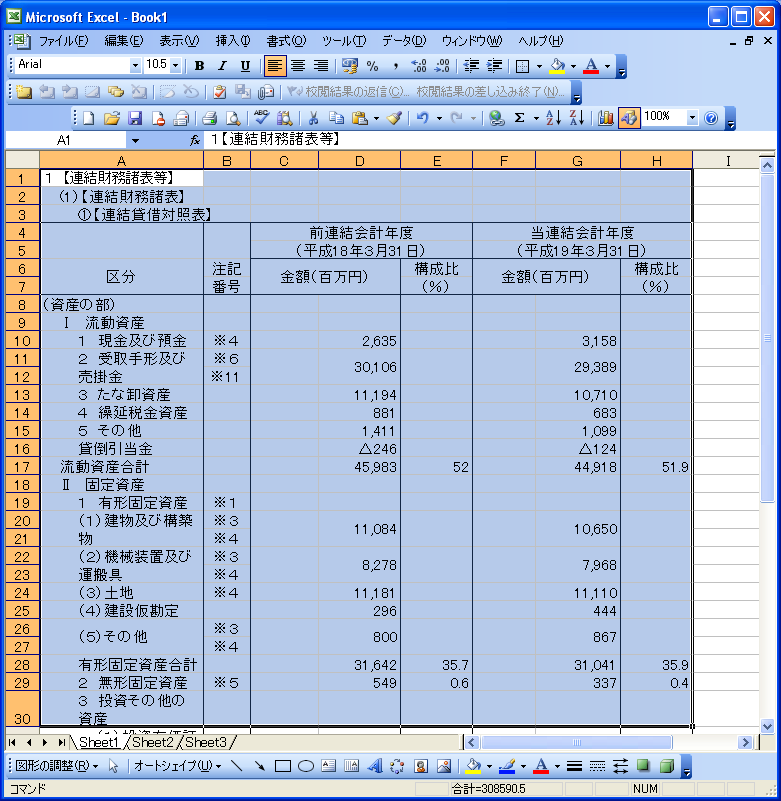 Microsoft Excel - Book1
ファイル(F) 編集(E) 表示(V) 挿入(I) 書式(O) ツール(T) データ(D) ウィンドウ(W) ヘルプ(H)
Arial 10.5 B I U % ,
校閲結果の返信(C)... 校閲結果の差し込み終了(N)...
ABC Σ 100%
A1 fx 1【連結財務諸表等】
A B C D E F G H I
1 1【連結財務諸表等】
2 (1)【連結財務諸表】
3 ①【連結貸借対照表】
4 前連結会計年度 当連結会計年度
5 (平成18年3月31日) (平成19年3月31日)
6 区分 注記 金額(百万円) 構成比 金額(百万円) 構成比
7 番号 (%) (%)
8 (資産の部)
9 Ⅰ 流動資産
10 1 現金及び預金 ※4 2,635 3,158
11 2 受取手形及び ※6 30,106 29,389
12 売掛金 ※11
13 3 たな卸資産 11,194 10,710
14 4 繰延税金資産 881 683
15 5 その他 1,411 1,099
16 貸倒引当金 △246 △124
17 流動資産合計 45,983 52 44,918 51.9
18 Ⅱ 固定資産
19 1 有形固定資産 ※1
20 (1)建物及び構築 ※3 11,084 10,650
21 物 ※4
22 (2)機械装置及び ※3 8,278 7,968
23 運搬具 ※4
24 (3)土地 ※4 11,181 11,110
25 (4)建設仮勘定 296 444
26 (5)その他 ※3 800 867
27 ※4
28 有形固定資産合計 31,642 35.7 31,041 35.9
29 2 無形固定資産 ※5 549 0.6 337 0.4
3 投資その他の
30 資産
Sheet1 Sheet2 Sheet3
図形の調整(R) オートシェイプ(U)
コマンド 合計=308590.5 NUM